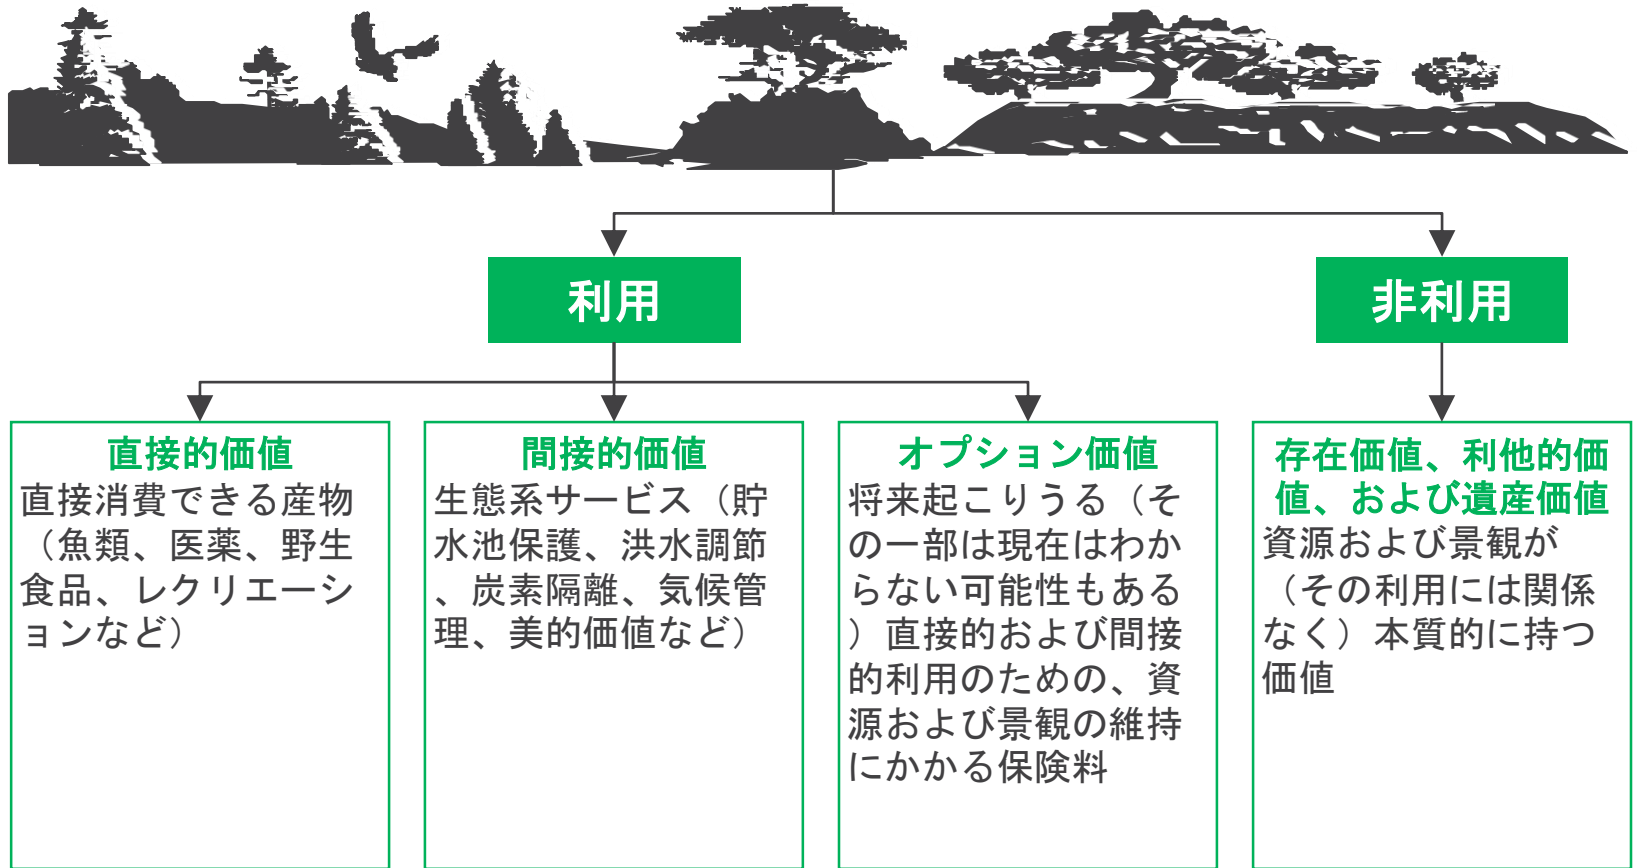 利用
非利用
直接的価値
直接消費できる産物
（魚類、医薬、野生
食品、レクリエーシ
ョンなど）
間接的価値
生態系サービス（貯
水池保護、洪水調節
、炭素隔離、気候管
理、美的価値など）
オプション価値
将来起こりうる（そ
の一部は現在はわか
らない可能性もある
）直接的および間接
的利用のための、資
源および景観の維持
にかかる保険料
存在価値、利他的価
値、および遺産価値
資源および景観が
（その利用には関係
なく）本質的に持つ
価値